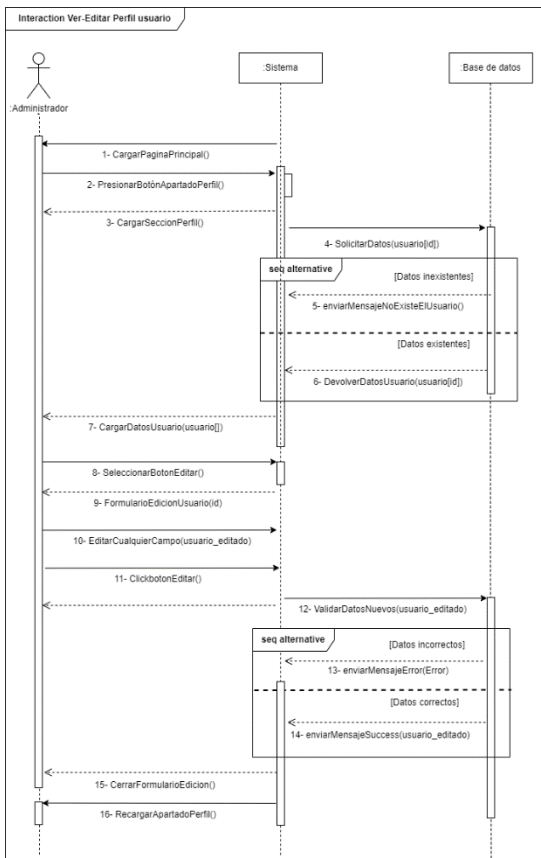 Interaction Ver-Editar Perfil usuario
:Sistema
:Base de datos
:Administrador
1- CargarPaginaPrincipal()
2- PresionarBotónApartadoPerfil()
3- CargarSeccionPerfil()
4- SolicitarDatos(usuario[id])
seq alternative
[Datos inexistentes]
5- enviarMensajeNoExisteElUsuario()
[Datos existentes]
6- DevolverDatosUsuario(usuario[id])
7- CargarDatosUsuario(usuario[])
8- SeleccionarBotonEditar()
9- FormularioEdicionUsuario(id)
10- EditarCualquierCampo(usuario_editado)
11- ClickbotonEditar()
12- ValidarDatosNuevos(usuario_editado)
seq alternative
[Datos incorrectos]
13- enviarMensajeError(Error)
[Datos correctos]
14- enviarMensajeSuccess(usuario_editado)
15- CerrarFormularioEdicion()
16- RecargarApartadoPerfil()